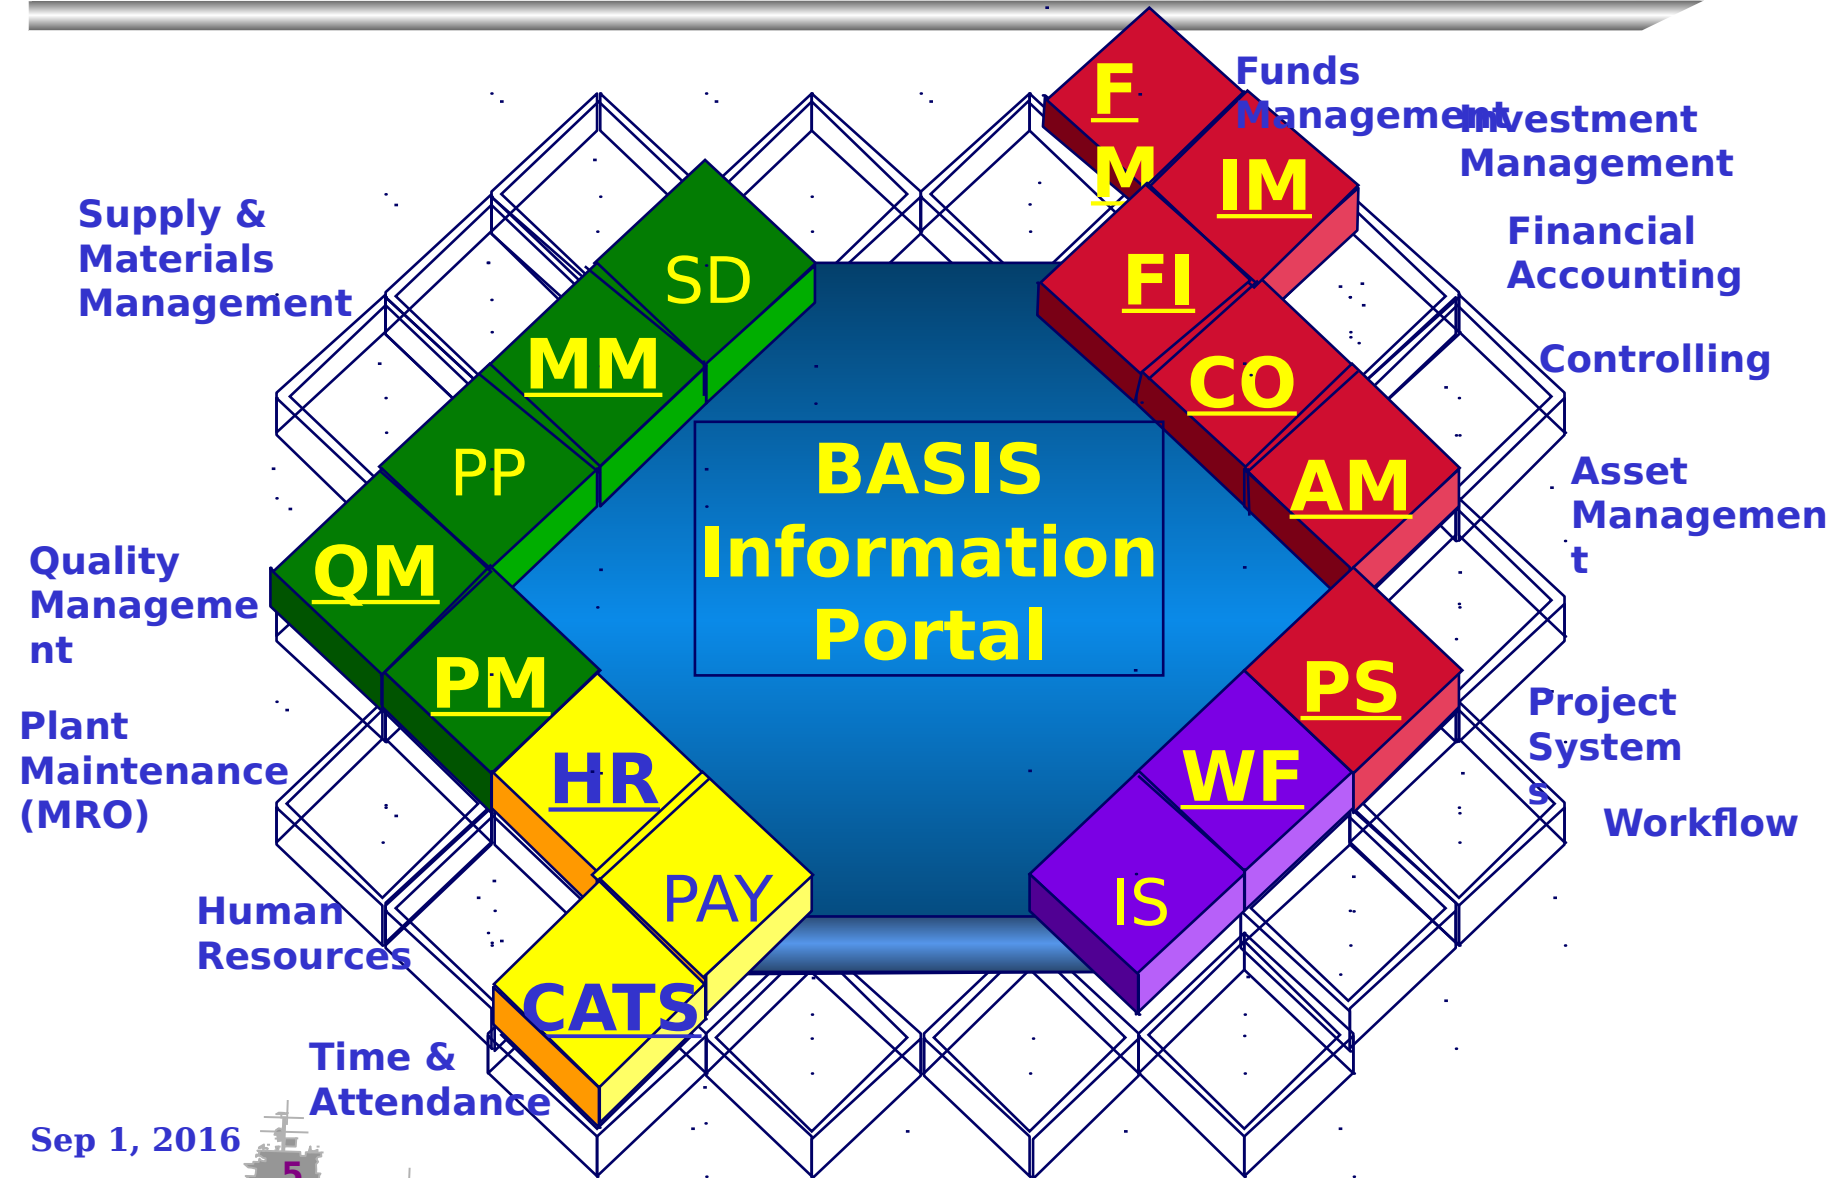 F
M
Funds
Management
Investment
Management
IM
Supply &
Materials
Management
SD
FI
Financial
Accounting
MM
CO
Controlling
PP
AM
Asset
Managemen
t
BASIS
Information
Portal
QM
Quality
Manageme
nt
PM
PS
Project
System
s
Plant
Maintenance
(MRO)
HR
WF
Workflow
PAY
IS
Human
Resources
CATS
Time &
Attendance
Sep 1, 2016
5